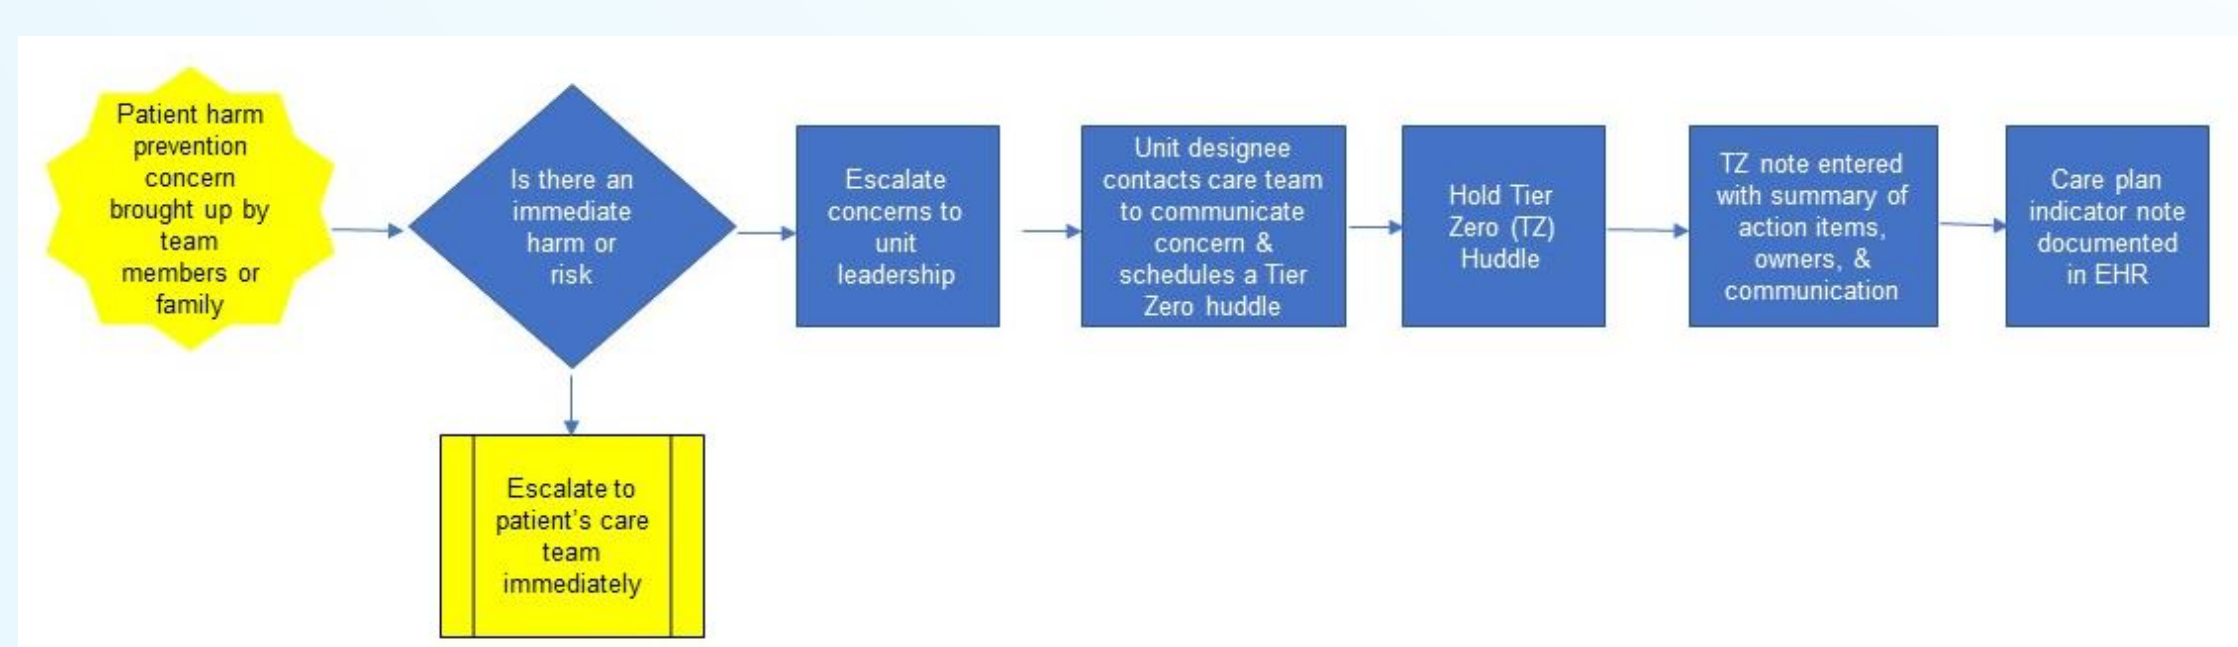 Patient harm
prevention
concern
brought up by
team
members or
family
Is there an
immediate
harm or
risk
Escalate to
patient's care
team
immediately
Escalate
concerns to
unit
leadership
Unit designee
contacts care team
to communicate
concern &
schedules a Tier
Zero huddle
Hold Tier
Zero (TZ)
Huddle
TZ note entered
with summary of
action items,
owners, &
communication
Care plan
indicator note
documented
in EHR